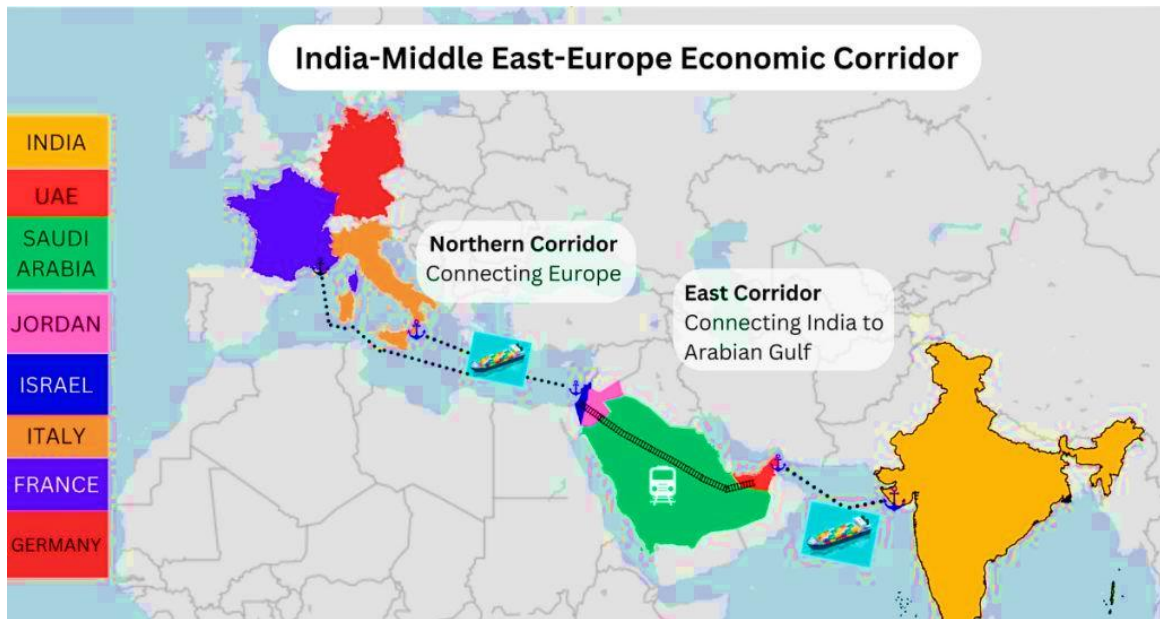 India-Middle East-Europe Economic Corridor
INDIA
UAE
SAUDI
ARABIA
JORDAN
ISRAEL
ITALY
FRANCE
GERMANY
Northern Corridor
Connecting Europe
East Corridor
Connecting India to
Arabian Gulf